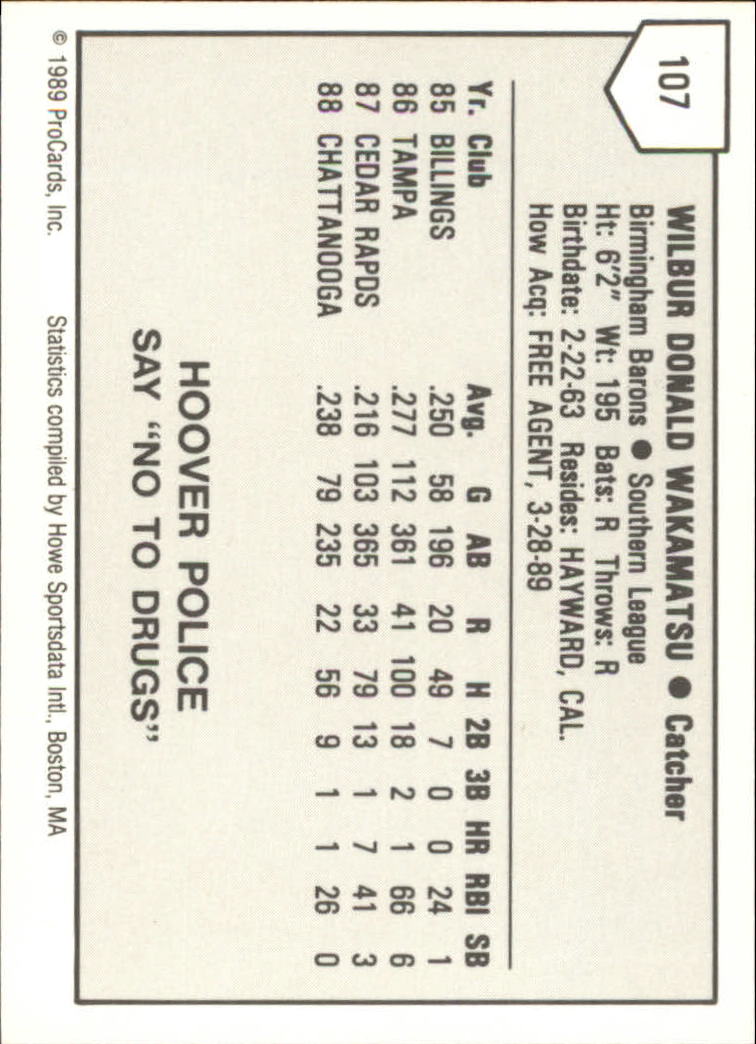 107
WILBUR DONALD WAKAMATSU ● Catcher
Birmingham Barons ● Southern League
Ht: 6'2" Wt: 195 Bats: R Throws: R
Birthdate: 2-22-63 Resides: HAYWARD, CAL.
How Acq: FREE AGENT, 3-28-89
Yr. Club Avg. G AB R H 2B 3B HR RBI SB
85 BILLINGS .250 58 196 20 49 7 0 0 24 1
86 TAMPA .277 112 361 41 100 18 2 1 66 6
87 CEDAR RAPDS .216 103 365 33 79 13 1 7 41 3
88 CHATTANOOGA .238 79 235 22 56 9 1 1 26 0
HOOVER POLICE
SAY “NO TO DRUGS”
© 1989 ProCards, Inc. Statistics compiled by Howe Sportsdata Intl., Boston, MA